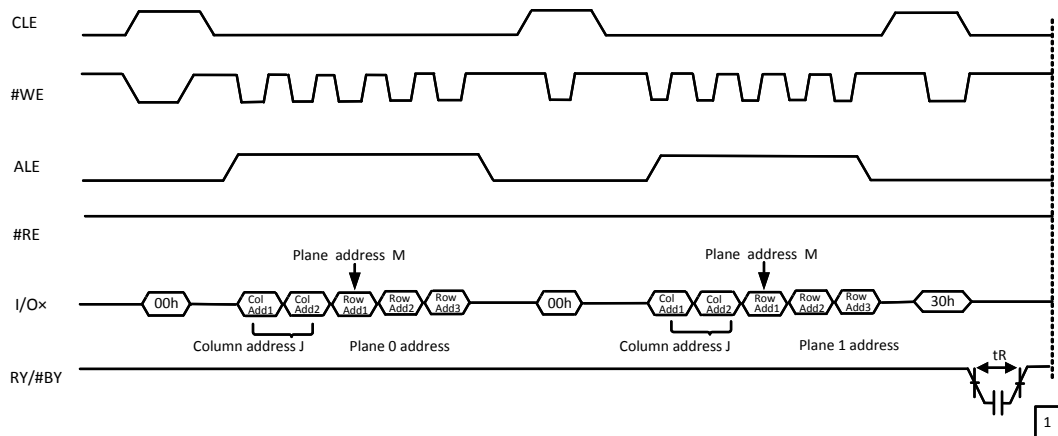 CLE
#WE
ALE
#RE
Plane address M
Plane address M
I/O×
00h
Col Add1
Col Add2
Row Add1
Row Add2
Row Add3
00h
Col Add1
Col Add2
Row Add1
Row Add2
Row Add3
30h
Column address J
Plane 0 address
Column address J
Plane 1 address
tR
RY/#BY
1